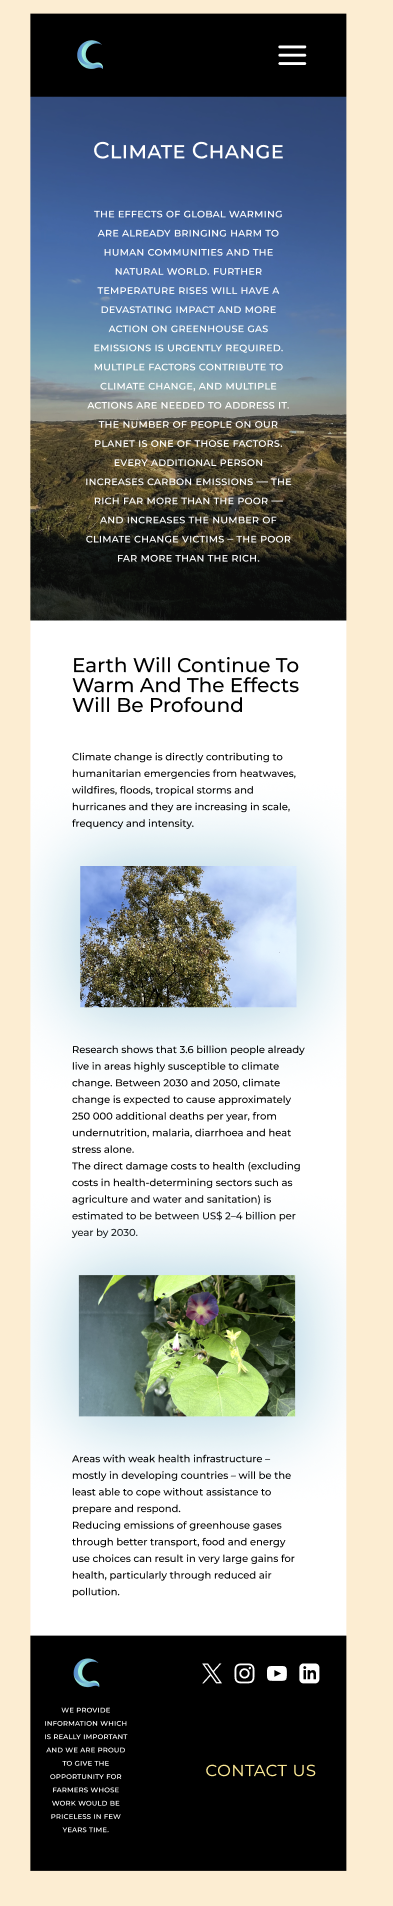 Climate Change
THE EFFECTS OF GLOBAL WARMING
ARE ALREADY BRINGING HARM TO
HUMAN COMMUNITIES AND THE
NATURAL WORLD. FURTHER
TEMPERATURE RISES WILL HAVE A
DEVASTATING IMPACT AND MORE
ACTION ON GREENHOUSE GAS
EMISSIONS IS URGENTLY REQUIRED.
MULTIPLE FACTORS CONTRIBUTE TO
CLIMATE CHANGE, AND MULTIPLE
ACTIONS ARE NEEDED TO ADDRESS IT.
THE NUMBER OF PEOPLE ON OUR
PLANET IS ONE OF THOSE FACTORS.
EVERY ADDITIONAL PERSON
INCREASES CARBON EMISSIONS — THE
RICH FAR MORE THAN THE POOR —
AND INCREASES THE NUMBER OF
CLIMATE CHANGE VICTIMS – THE POOR
FAR MORE THAN THE RICH.
Earth Will Continue To
Warm And The Effects
Will Be Profound
Climate change is directly contributing to
humanitarian emergencies from heatwaves,
wildfires, floods, tropical storms and
hurricanes and they are increasing in scale,
frequency and intensity.
Research shows that 3.6 billion people already
live in areas highly susceptible to climate
change. Between 2030 and 2050, climate
change is expected to cause approximately
250 000 additional deaths per year, from
undernutrition, malaria, diarrhoea and heat
stress alone.
The direct damage costs to health (excluding
costs in health-determining sectors such as
agriculture and water and sanitation) is
estimated to be between US$ 2–4 billion per
year by 2030.
Areas with weak health infrastructure –
mostly in developing countries – will be the
least able to cope without assistance to
prepare and respond.
Reducing emissions of greenhouse gases
through better transport, food and energy
use choices can result in very large gains for
health, particularly through reduced air
pollution.
WE PROVIDE
INFORMATION WHICH
IS REALLY IMPORTANT
AND WE ARE PROUD
TO GIVE THE
OPPORTUNITY FOR
FARMERS WHOSE
WORK WOULD BE
PRICELESS IN FEW
YEARS TIME.
CONTACT US